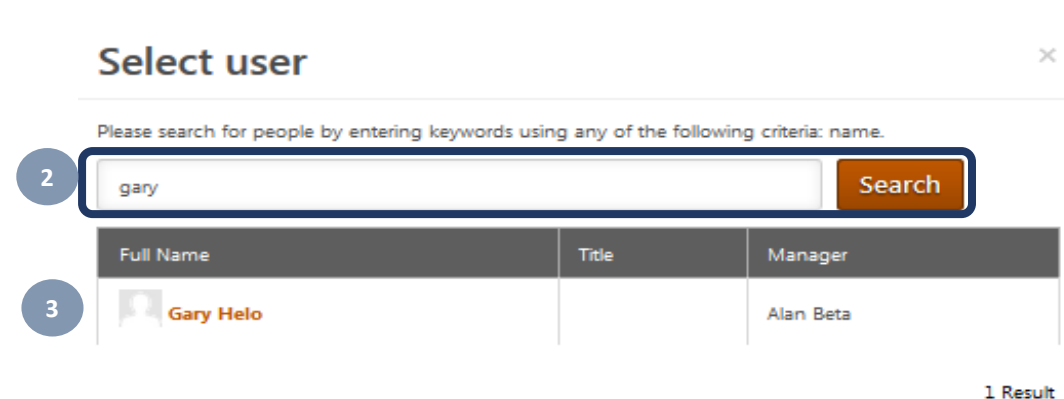 Select user
×
Please search for people by entering keywords using any of the following criteria: name.
2
gary Search
Full Name Title Manager
3
Gary Helo Alan Beta
1 Result